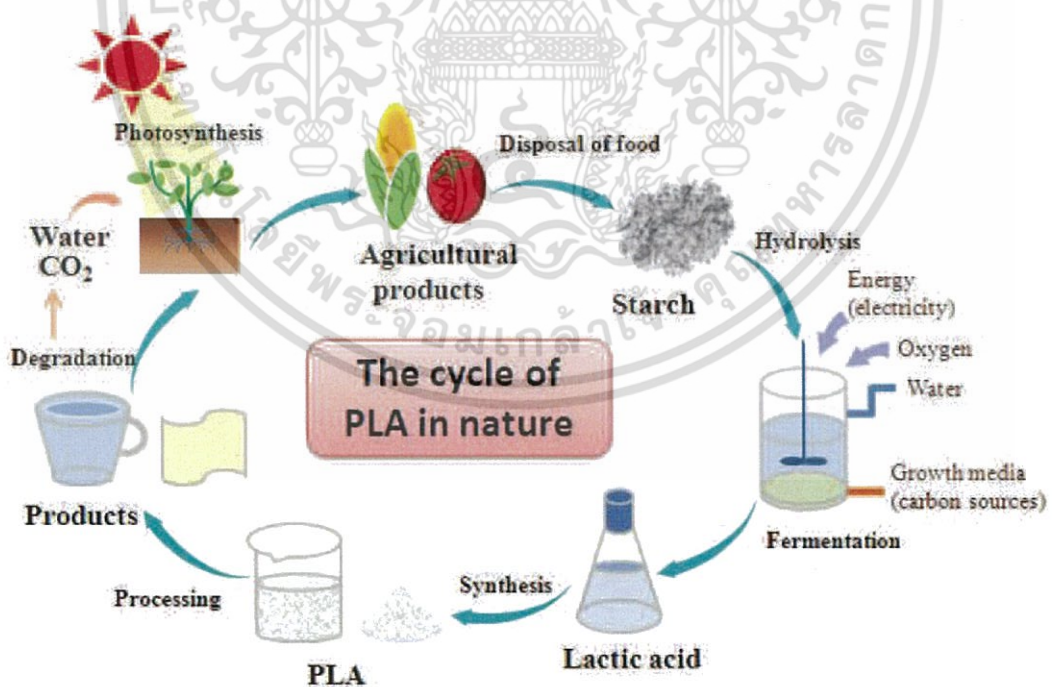 Photosynthesis
Water
CO2
Degradation
Agricultural
products
Disposal of food
Starch
Hydrolysis
Energy
(electricity)
Oxygen
Water
Growth media
(carbon sources)
Fermentation
The cycle of
PLA in nature
Lactic acid
Synthesis
PLA
Processing
Products